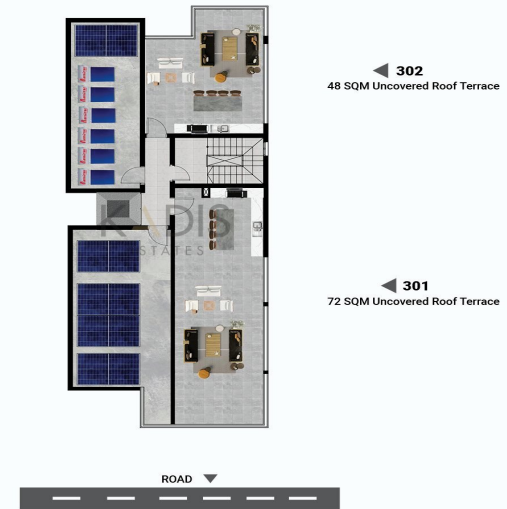 302
48 SQM Uncovered Roof Terrace
KADIS
ESTATES
301
72 SQM Uncovered Roof Terrace
ROAD